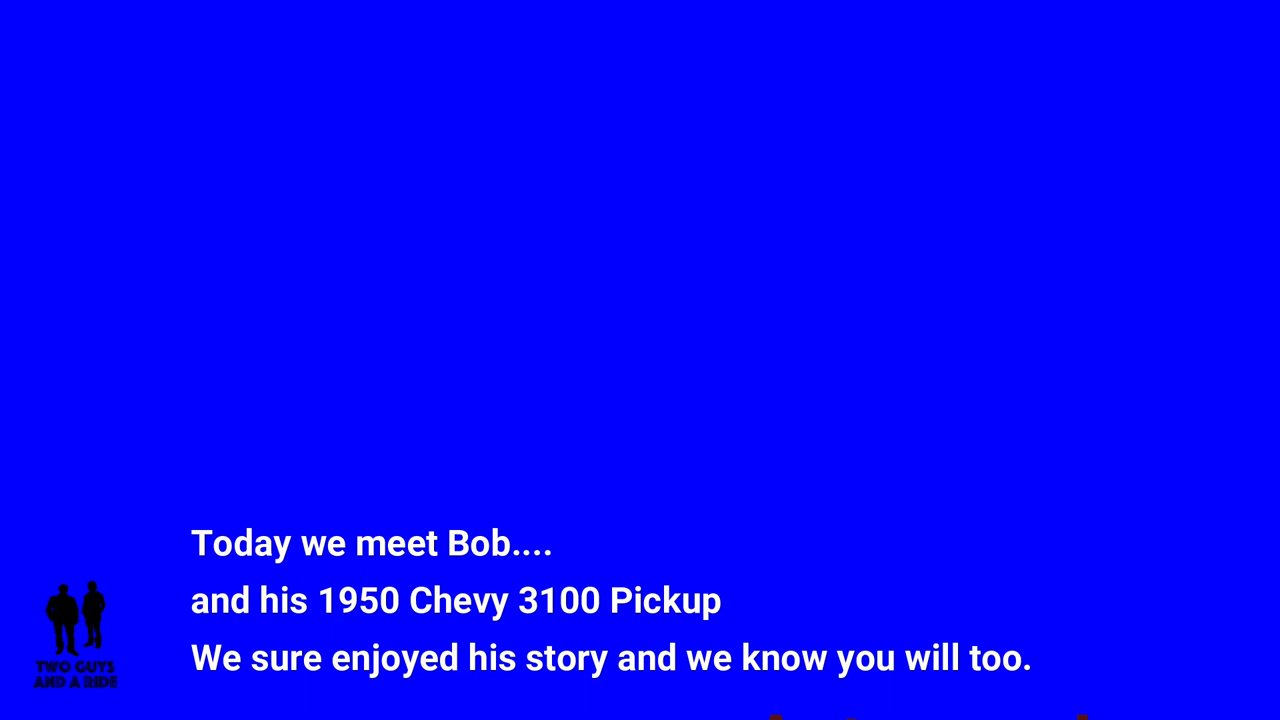 Today we meet Bob....
and his 1950 Chevy 3100 Pickup
We sure enjoyed his story and we know you will too.
TWO GUYS
AND A RIDE